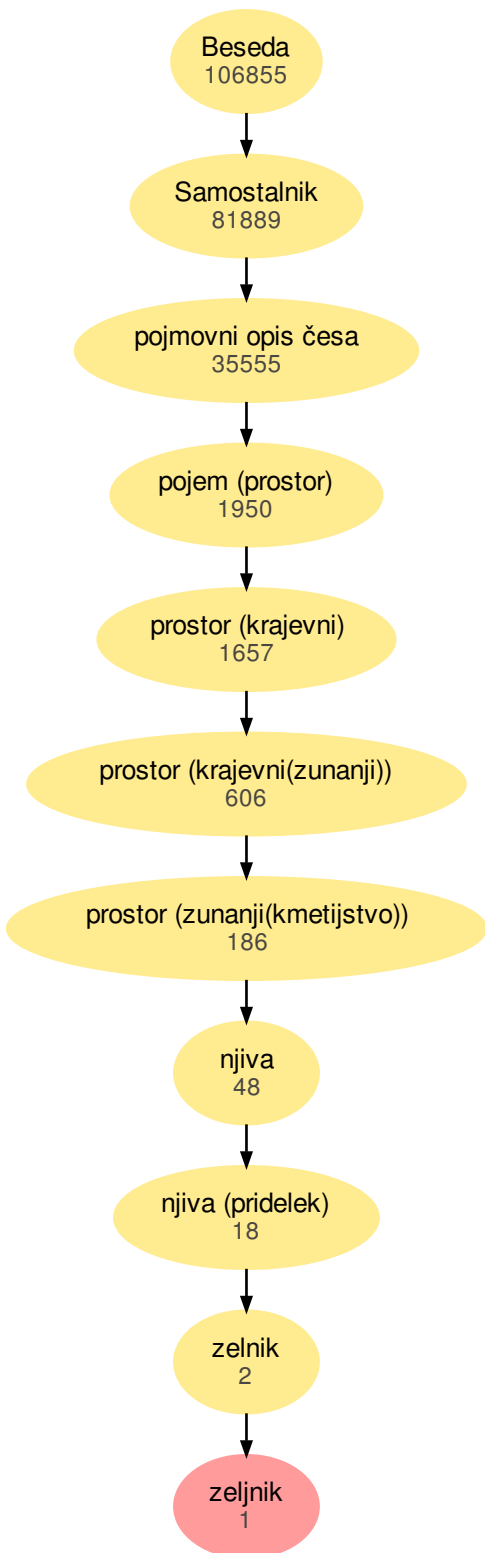 Beseda
106855
Samostalnik
81889
pojmovni opis česa
35555
pojem (prostor)
1950
prostor (krajevni)
1657
prostor (krajevni(zunanji))
606
prostor (zunanji(kmetijstvo))
186
njiva
48
njiva (pridelek)
18
zelnik
2
zeljnik
1